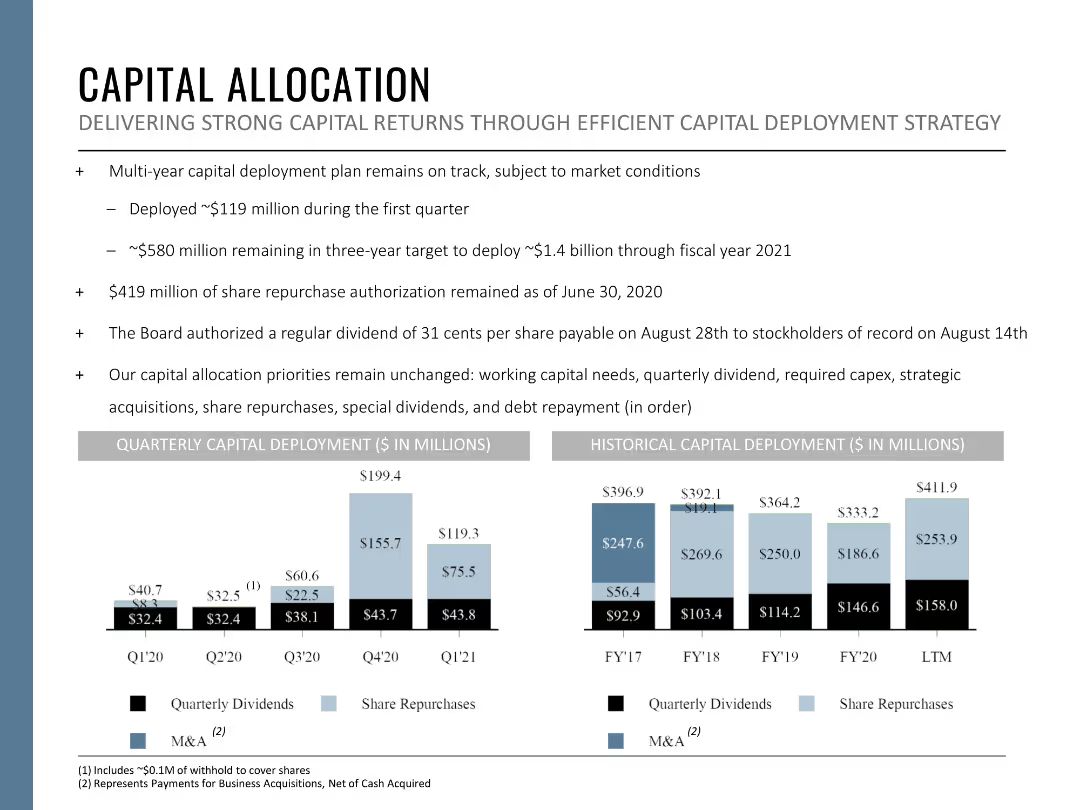 CAPITAL ALLOCATION
DELIVERING STRONG CAPITAL RETURNS THROUGH EFFICIENT CAPITAL DEPLOYMENT STRATEGY
+ Multi-year capital deployment plan remains on track, subject to market conditions
– Deployed ~$119 million during the first quarter
– ~$580 million remaining in three-year target to deploy ~$1.4 billion through fiscal year 2021
+ $419 million of share repurchase authorization remained as of June 30, 2020
+ The Board authorized a regular dividend of 31 cents per share payable on August 28th to stockholders of record on August 14th
+ Our capital allocation priorities remain unchanged: working capital needs, quarterly dividend, required capex, strategic
acquisitions, share repurchases, special dividends, and debt repayment (in order)
QUARTERLY CAPITAL DEPLOYMENT ($ IN MILLIONS)
$199.4
$155.7
$119.3
$75.5
$60.6
$40.7
$32.5 (1)
$22.5
$8.3
$32.4
$32.4
$38.1
$43.7
$43.8
Q1'20
Q2'20
Q3'20
Q4'20
Q1'21
Quarterly Dividends
Share Repurchases
M&A (2)
HISTORICAL CAPITAL DEPLOYMENT ($ IN MILLIONS)
$396.9
$392.1
$364.2
$333.2
$411.9
$19.1
$247.6
$269.6
$250.0
$186.6
$253.9
$56.4
$92.9
$103.4
$114.2
$146.6
$158.0
FY'17
FY'18
FY'19
FY'20
LTM
Quarterly Dividends
Share Repurchases
M&A (2)
(1) Includes ~$0.1M of withhold to cover shares
(2) Represents Payments for Business Acquisitions, Net of Cash Acquired